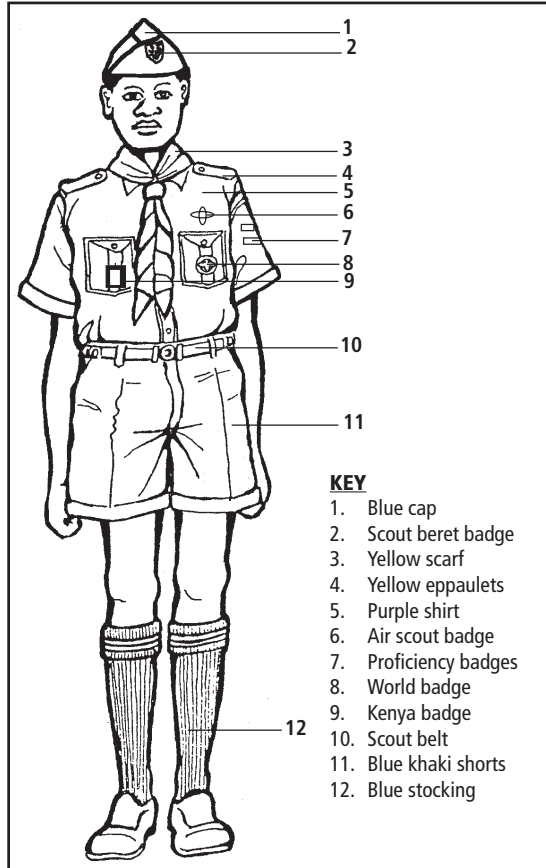 1
2
3
4
5
6
7
8
9
10
11
12
KEY
1. Blue cap
2. Scout beret badge
3. Yellow scarf
4. Yellow eppaulets
5. Purple shirt
6. Air scout badge
7. Proficiency badges
8. World badge
9. Kenya badge
10. Scout belt
11. Blue khaki shorts
12. Blue stocking